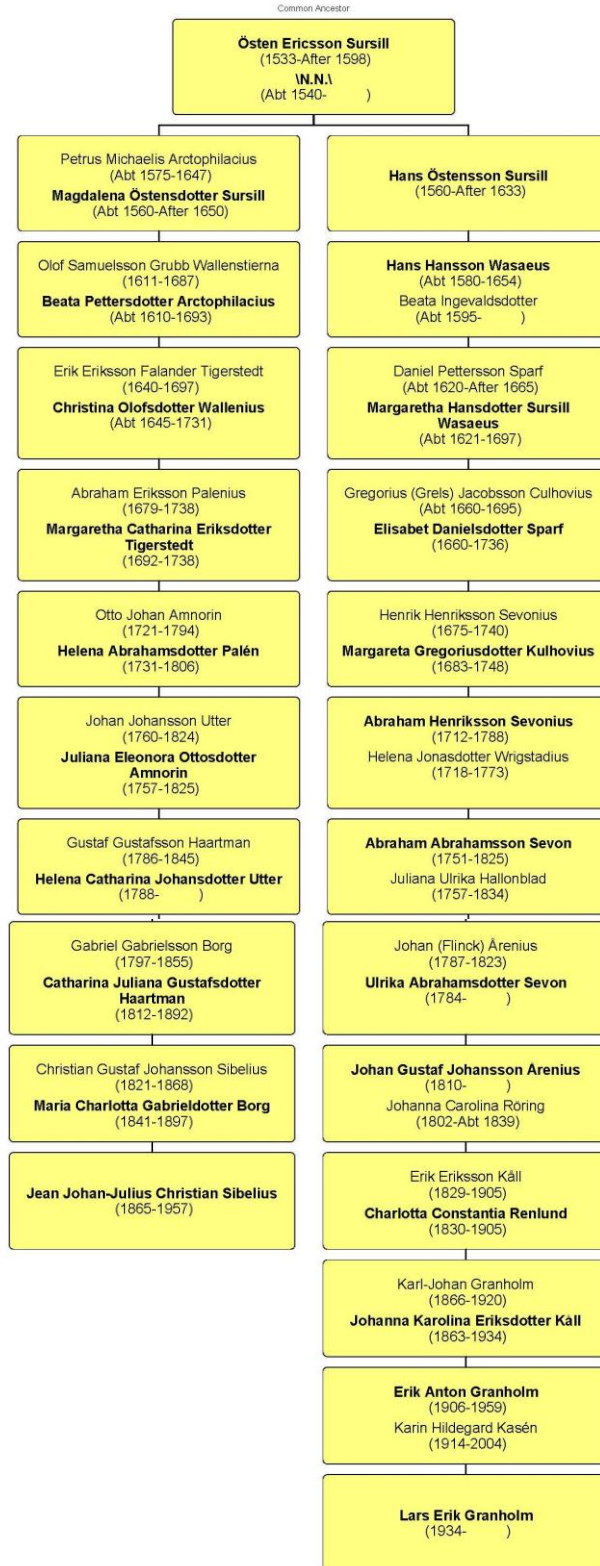 Common Ancestor
Östen Ericsson Sursill
(1533-After 1598)
\N.N.\
(Abt 1540- )
Petrus Michaelis Arctophilacius
(Abt 1575-1647)
Magdalena Östensdotter Sursill
(Abt 1560-After 1650)
Olof Samuelsson Grubb Wallenstierna
(1611-1687)
Beata Pettersdotter Arctophilacius
(Abt 1610-1693)
Erik Eriksson Falander Tigerstedt
(1640-1697)
Christina Olofsdotter Wallenius
(Abt 1645-1731)
Abraham Eriksson Palenius
(1679-1738)
Margaretha Catharina Eriksdotter
Tigerstedt
(1692-1738)
Otto Johan Amnorin
(1721-1794)
Helena Abrahamsdotter Palén
(1731-1806)
Johan Johansson Utter
(1760-1824)
Juliana Eleonora Ottosdotter
Amnorin
(1757-1825)
Gustaf Gustafsson Haartman
(1786-1845)
Helena Catharina Johansdotter Utter
(1788- )
Gabriel Gabrielsson Borg
(1797-1855)
Catharina Juliana Gustafsdotter
Haartman
(1812-1892)
Christian Gustaf Johansson Sibelius
(1821-1868)
Maria Charlotta Gabrieldotter Borg
(1841-1897)
Jean Johan-Julius Christian Sibelius
(1865-1957)
Hans Östensson Sursill
(1560-After 1633)
Hans Hansson Wasaeus
(Abt 1580-1654)
Beata Ingevaldsdotter
(Abt 1595- )
Daniel Pettersson Sparf
(Abt 1620-After 1665)
Margaretha Hansdotter Sursill
Wasaeus
(Abt 1621-1697)
Gregorius (Grels) Jacobsson Culhovius
(Abt 1660-1695)
Elisabet Danielsdotter Sparf
(1660-1736)
Henrik Henriksson Sevonius
(1675-1740)
Margareta Gregoriusdotter Kulhovius
(1683-1748)
Abraham Henriksson Sevonius
(1712-1788)
Helena Jonasdotter Wrigstadius
(1718-1773)
Abraham Abrahamsson Sevon
(1751-1825)
Juliana Ulrika Hallonblad
(1757-1834)
Johan (Flinck) Ärenius
(1787-1823)
Ulrika Abrahamsdotter Sevon
(1784- )
Johan Gustaf Johansson Ärenius
(1810- )
Johanna Carolina Röring
(1802-Abt 1839)
Erik Eriksson Kåll
(1829-1905)
Charlotta Constantia Renlund
(1830-1905)
Karl-Johan Granholm
(1866-1920)
Johanna Karolina Eriksdotter Kåll
(1863-1934)
Erik Anton Granholm
(1906-1959)
Karin Hildegard Kasén
(1914-2004)
Lars Erik Granholm
(1934- )